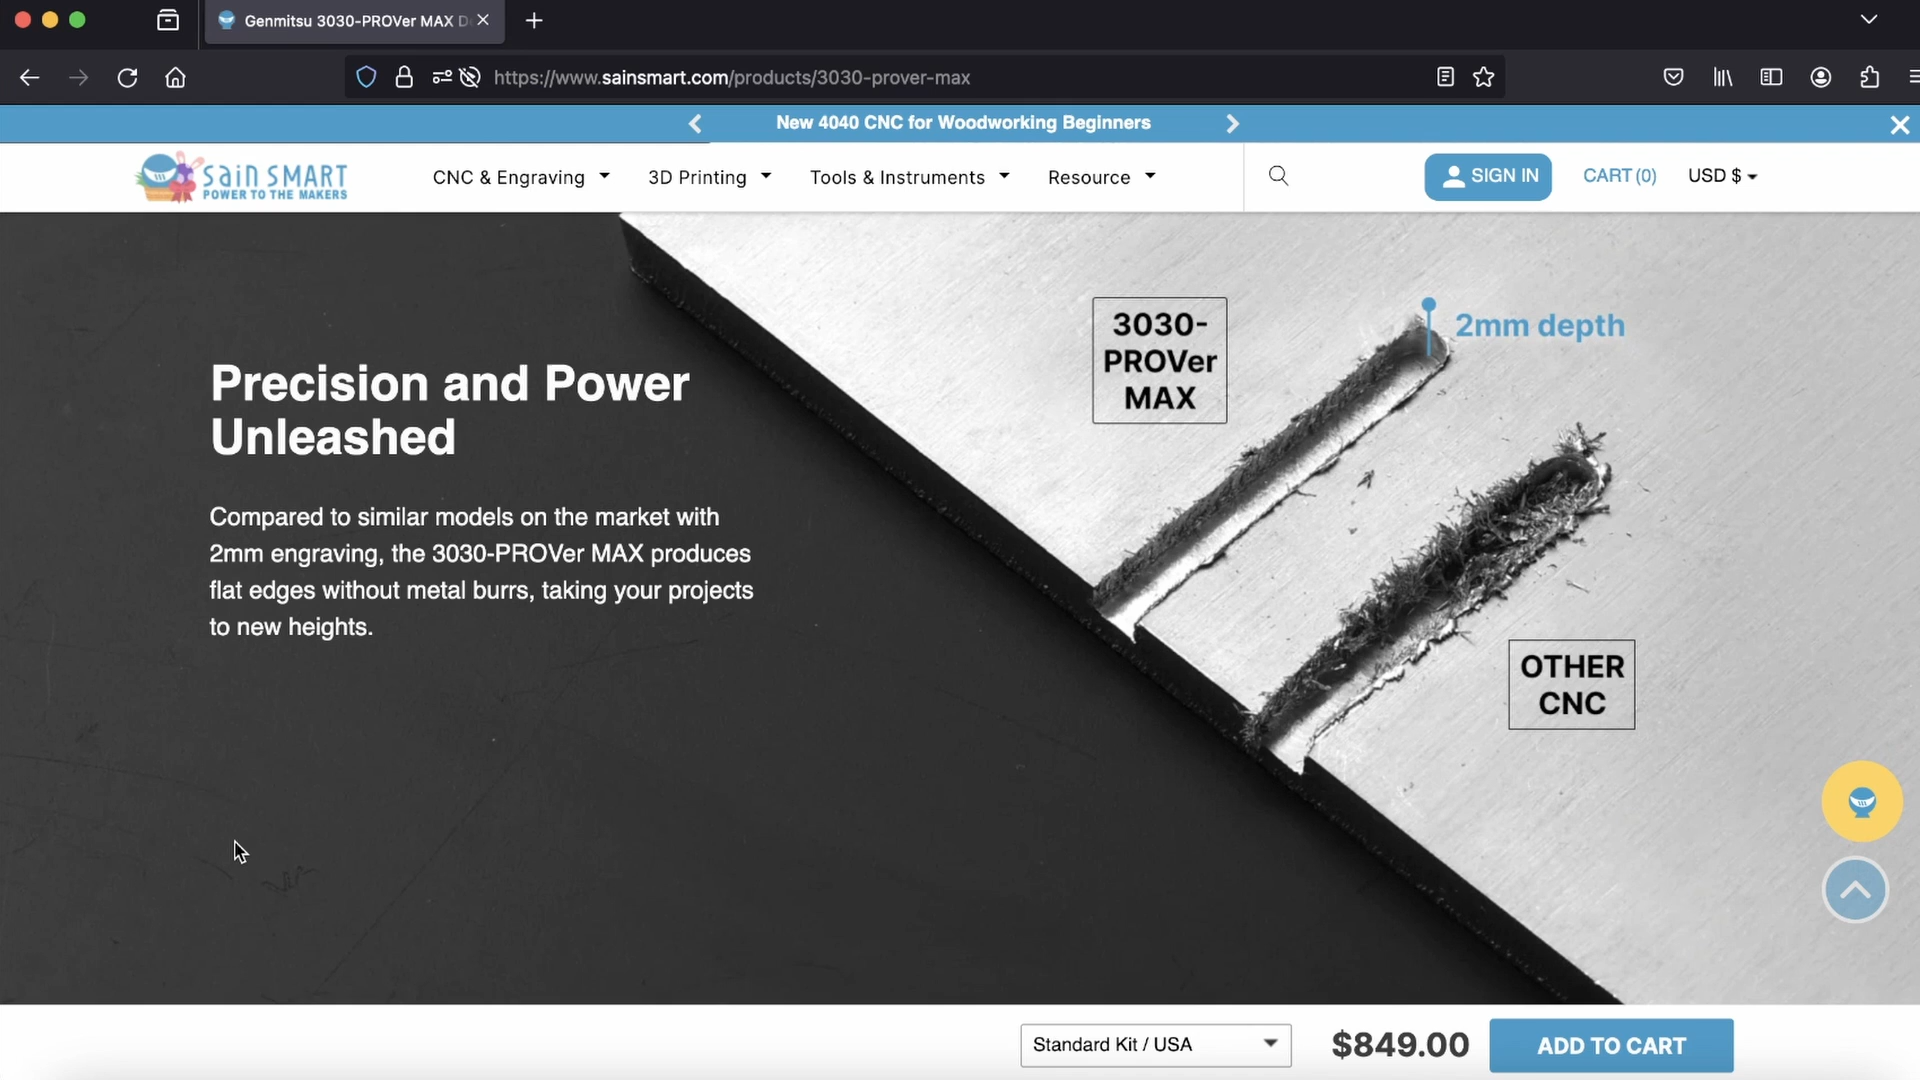 Genmitsu 3030-PROVer MAX D
https://www.sainsmart.com/products/3030-prover-max
New 4040 CNC for Woodworking Beginners
SainSMART
POWER TO THE MAKERS
CNC & Engraving
3D Printing
Tools & Instruments
Resource
SIGN IN
CART (0)
USD $
3030-
PROVer
MAX
2mm depth
Precision and Power
Unleashed
Compared to similar models on the market with
2mm engraving, the 3030-PROVer MAX produces
flat edges without metal burrs, taking your projects
to new heights.
OTHER
CNC
Standard Kit / USA
$849.00
ADD TO CART